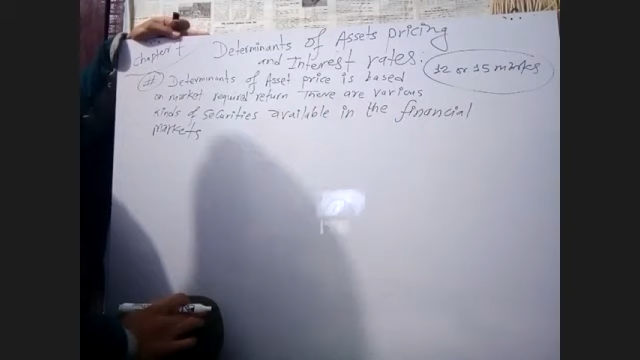 chapter
Determinants of Assets pricing
and Interest rates.
12 or 15 marks
# Determinants of Asset price is based
on market required return There are various
kinds of securities available in the financial
markets